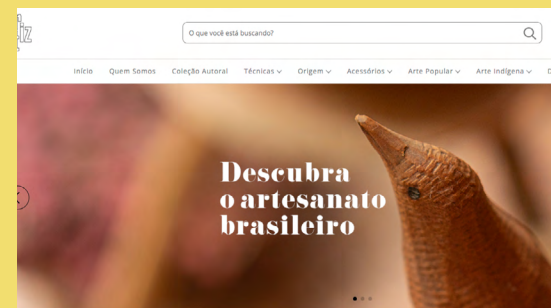 O que você está buscando?
Início Quem Somos Coleção Autoral Técnicas Origem Acessórios Arte Popular Arte Indígena
Descubra
o artesanato
brasileiro